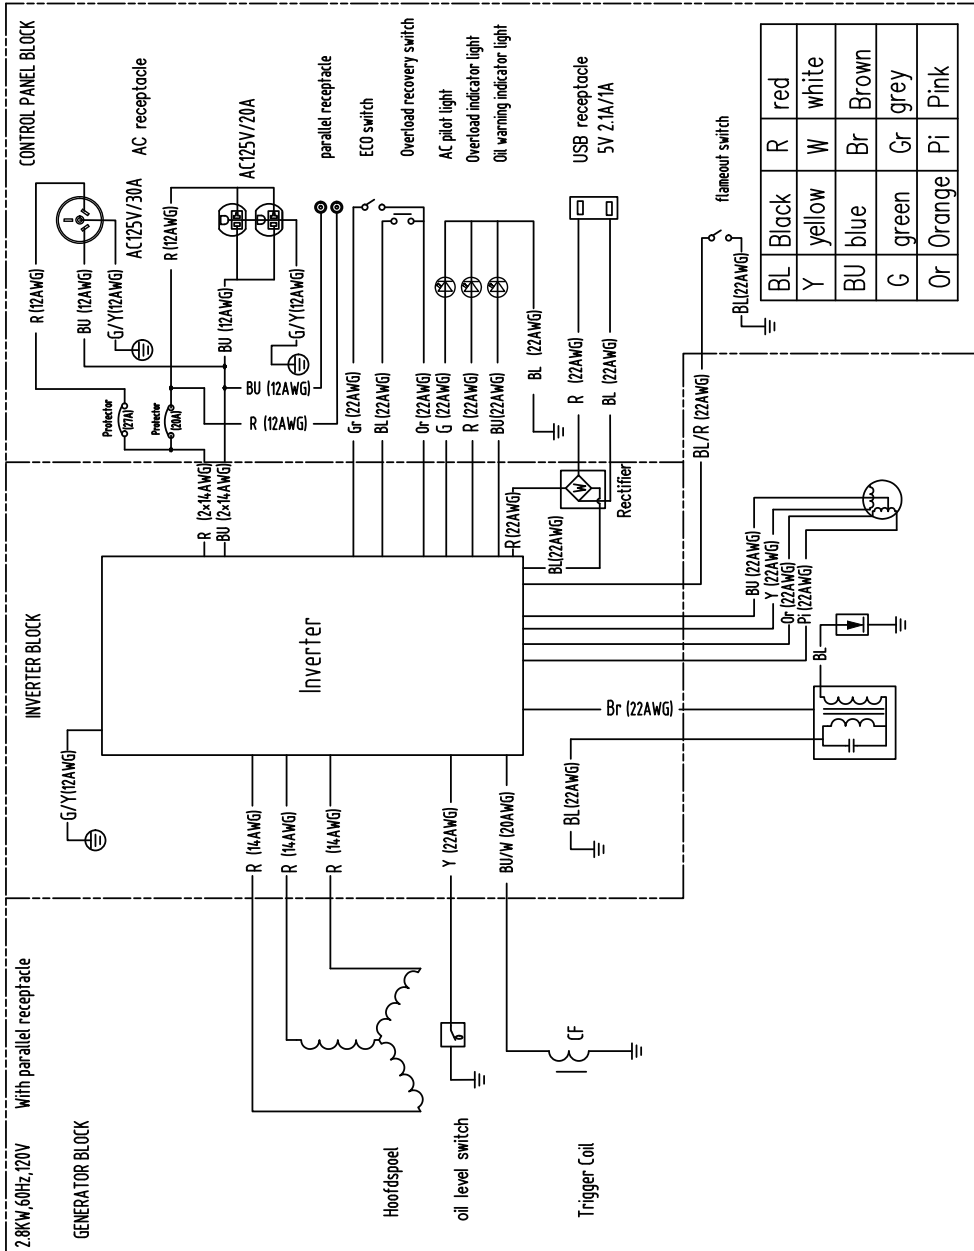 2.8KW,60Hz,120V
With parallel receptacle
GENERATOR BLOCK
Hoofdspoel
oil level switch
Trigger Coil
CF
INVERTER BLOCK
Inverter
G/Y(12AWG)
R (14AWG)
R (14AWG)
R (14AWG)
Y (22AWG)
BU/W (20AWG)
BL(22AWG)
Br (22AWG)
R (2x14AWG)
BU (2x14AWG)
R(22AWG)
BL(22AWG)
W
Rectifier
BL
BU (22AWG)
Y (22AWG)
Or (22AWG)
Pi (22AWG)
CONTROL PANEL BLOCK
AC receptacle
AC125V/30A
AC125V/20A
parallel receptacle
ECO switch
Overload recovery switch
AC pilot light
Overload indicator light
Oil warning indicator light
USB receptacle
5V 2.1A/1A
flameout switch
R (12AWG)
BU (12AWG)
G/Y(12AWG)
R(12AWG)
BU (12AWG)
G/Y(12AWG)
Protector
(27A)
Protector
(20A)
BU (12AWG)
R (12AWG)
Gr (22AWG)
BL(22AWG)
Or (22AWG)
G (22AWG)
R (22AWG)
BU(22AWG)
BL (22AWG)
R (22AWG)
BL (22AWG)
BL/R (22AWG)
BL(22AWG)
BL Black R red
Y yellow W white
BU blue Br Brown
G green Gr grey
Or Orange Pi Pink